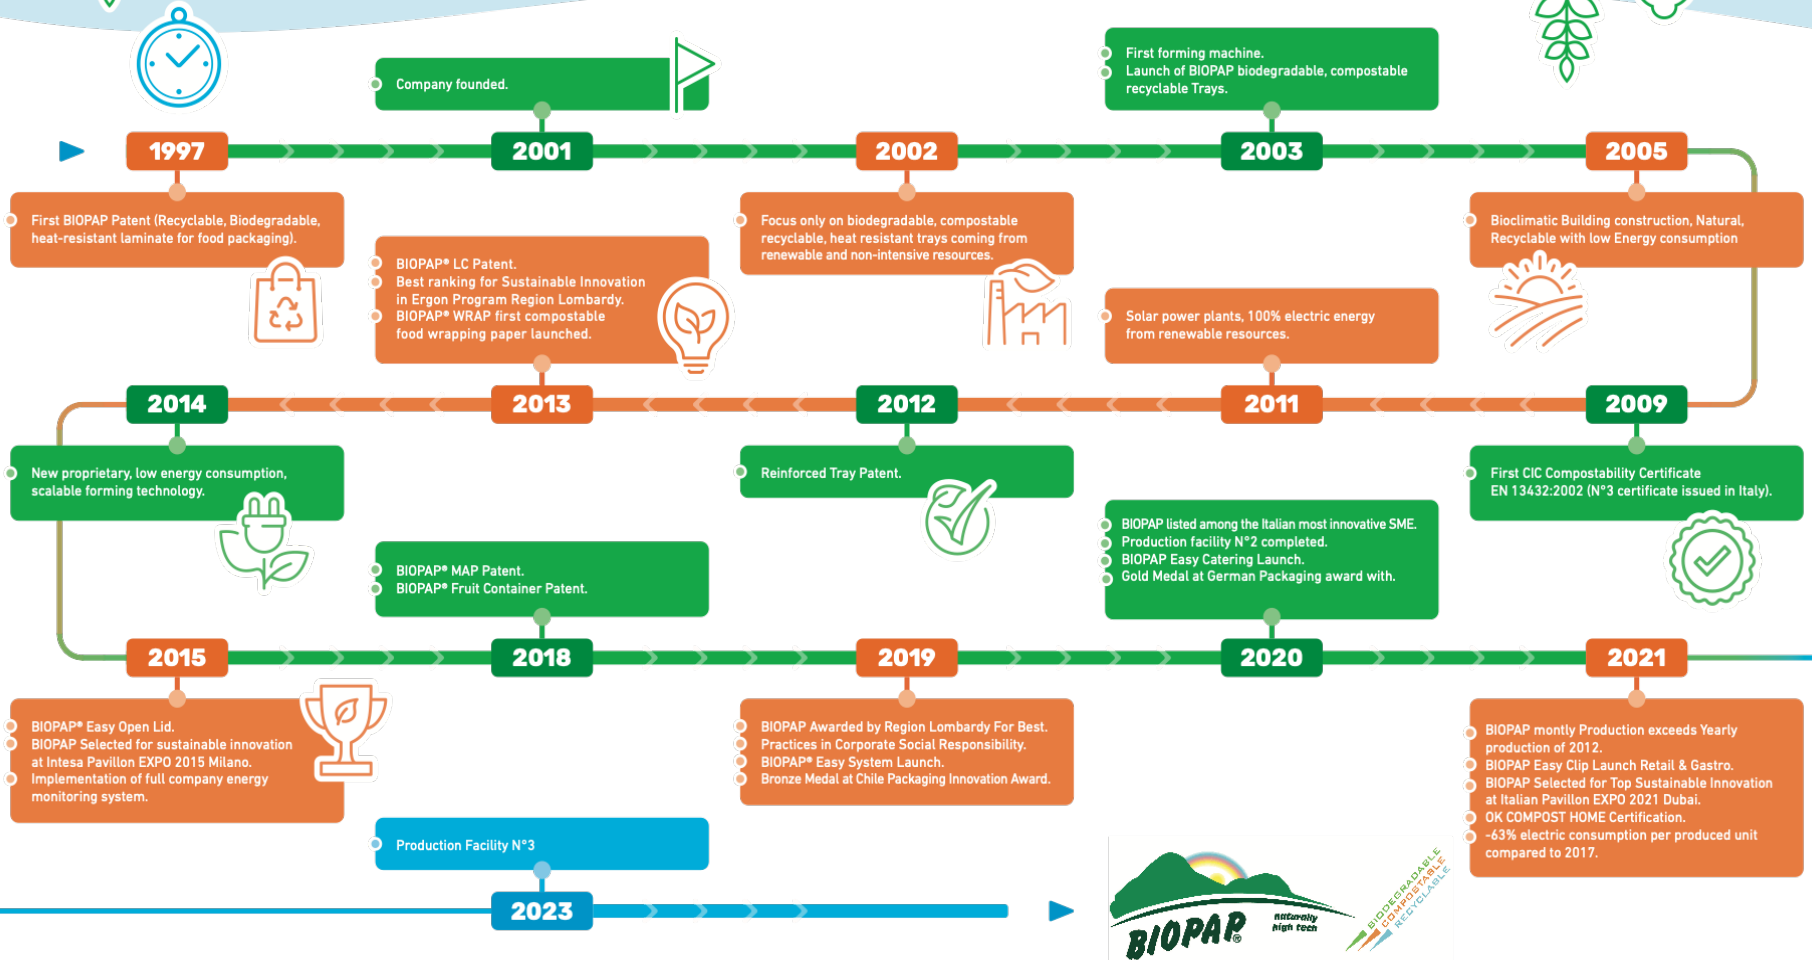 Company founded.
First forming machine.
Launch of BIOPAP biodegradable, compostable
recyclable Trays.
1997
2001
2002
2003
2005
First BIOPAP Patent (Recyclable, Biodegradable,
heat-resistant laminate for food packaging).
Focus only on biodegradable, compostable
recyclable, heat resistant trays coming from
renewable and non-intensive resources.
Bioclimatic Building construction, Natural,
Recyclable with low Energy consumption
BIOPAP® LC Patent.
Best ranking for Sustainable Innovation
in Ergon Program Region Lombardy.
BIOPAP® WRAP first compostable
food wrapping paper launched.
Solar power plants, 100% electric energy
from renewable resources.
2014
2013
2012
2011
2009
New proprietary, low energy consumption,
scalable forming technology.
Reinforced Tray Patent.
First CIC Compostability Certificate
EN 13432:2002 (N°3 certificate issued in Italy).
BIOPAP® MAP Patent.
BIOPAP® Fruit Container Patent.
BIOPAP listed among the Italian most innovative SME.
Production facility N°2 completed.
BIOPAP Easy Catering Launch.
Gold Medal at German Packaging award with.
2015
2018
2019
2020
2021
BIOPAP® Easy Open Lid.
BIOPAP Selected for sustainable innovation
at Intesa Pavillon EXPO 2015 Milano.
Implementation of full company energy
monitoring system.
BIOPAP Awarded by Region Lombardy For Best.
Practices in Corporate Social Responsibility.
BIOPAP® Easy System Launch.
Bronze Medal at Chile Packaging Innovation Award.
BIOPAP montly Production exceeds Yearly
production of 2012.
BIOPAP Easy Clip Launch Retail & Gastro.
BIOPAP Selected for Top Sustainable Innovation
at Italian Pavillon EXPO 2021 Dubai.
OK COMPOST HOME Certification.
-63% electric consumption per produced unit
compared to 2017.
Production Facility N°3
2023
BIOPAP®
naturally
high tech
BIODEGRADABLE
COMPOSTABLE
RECYCLABLE